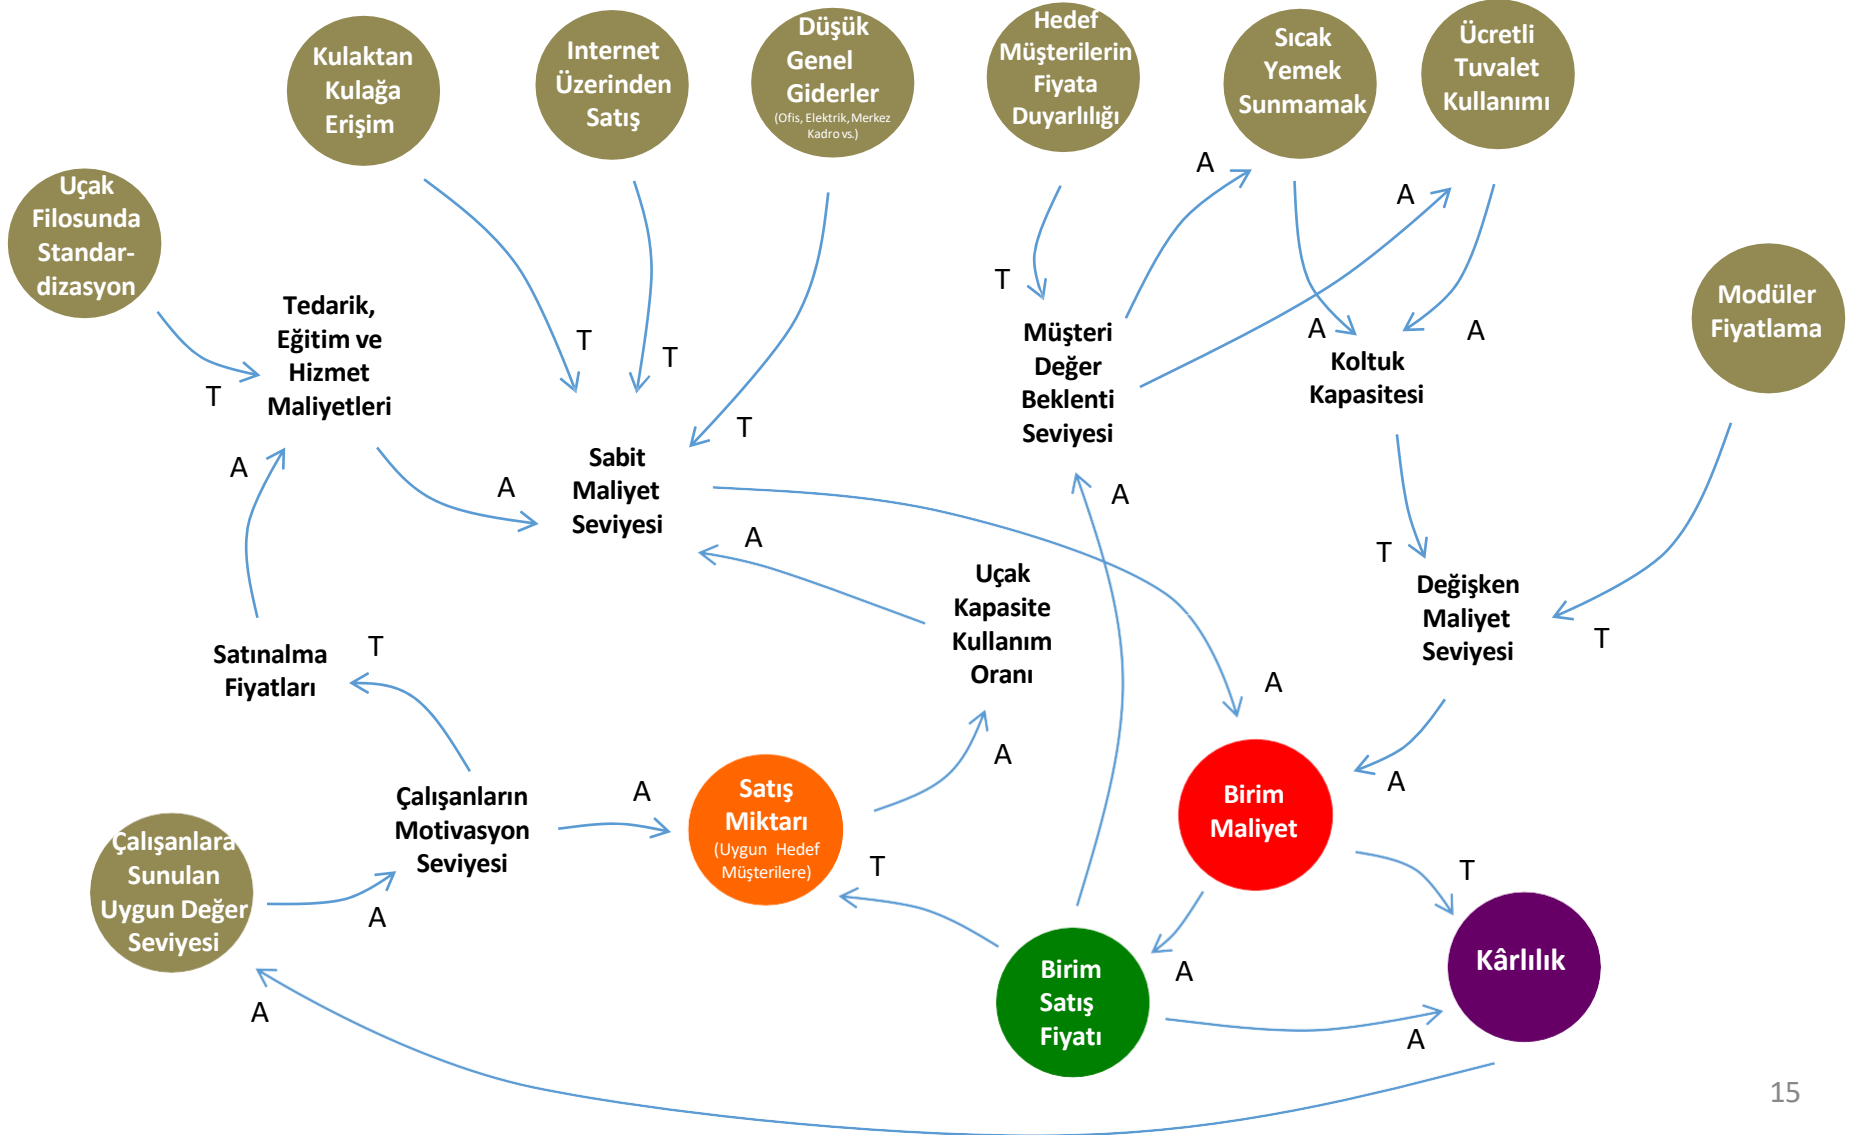 Kulaktan
Kulağa
Erişim
Internet
Üzerinden
Satış
Düşük
Genel
Giderler
(Ofis, Elektrik, Merkez
Kadro vs.)
Hedef
Müşterilerin
Fiyata
Duyarlılığı
Sıcak
Yemek
Sunmamak
Ücretli
Tuvalet
Kullanımı
Uçak
Filosunda
Standar-
dizasyon
Modüler
Fiyatlama
A
A
T
T
T
T
T
A
A
T
Tedarik,
Eğitim ve
Hizmet
Maliyetleri
Müşteri
Değer
Beklenti
Seviyesi
Koltuk
Kapasitesi
Sabit
Maliyet
Seviyesi
A
A
A
A
T
T
Uçak
Kapasite
Kullanım
Oranı
Değişken
Maliyet
Seviyesi
Satınalma
Fiyatları
T
A
A
A
A
Çalışanların
Motivasyon
Seviyesi
Satış
Miktarı
(Uygun Hedef
Müşterilere)
Birim
Maliyet
Çalışanlara
Sunulan
Uygun Değer
Seviyesi
A
T
T
A
A
A
Birim
Satış
Fiyatı
Kârlılık
15